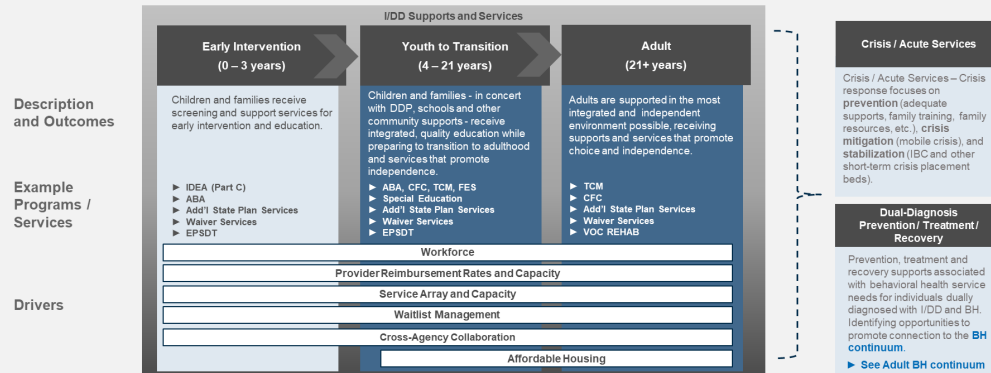 I/DD Supports and Services
Early Intervention
(0 – 3 years)
Youth to Transition
(4 – 21 years)
Adult
(21+ years)
Description
and Outcomes
Children and families receive
screening and support services for
early intervention and education.
Children and families - in concert
with DDP, schools and other
community supports - receive
integrated, quality education while
preparing to transition to adulthood
and services that promote
independence.
Adults are supported in the most
integrated and independent
environment possible, receiving
supports and services that promote
choice and independence.
Example
Programs /
Services
► IDEA (Part C)
► ABA
► Add'l State Plan Services
► Waiver Services
► EPSDT
► ABA, CFC, TCM, FES
► Special Education
► Add'l State Plan Services
► Waiver Services
► EPSDT
► TCM
► CFC
► Add'l State Plan Services
► Waiver Services
► VOC REHAB
Drivers
Workforce
Provider Reimbursement Rates and Capacity
Service Array and Capacity
Waitlist Management
Cross-Agency Collaboration
Affordable Housing
Crisis / Acute Services
Crisis / Acute Services – Crisis
response focuses on
prevention (adequate
supports, family training, family
resources, etc.), crisis
mitigation (mobile crisis), and
stabilization (IBC and other
short-term crisis placement
beds).
Dual-Diagnosis
Prevention / Treatment /
Recovery
Prevention, treatment and
recovery supports associated
with behavioral health service
needs for individuals dually
diagnosed with I/DD and BH.
Identifying opportunities to
promote connection to the BH
continuum.
► See Adult BH continuum